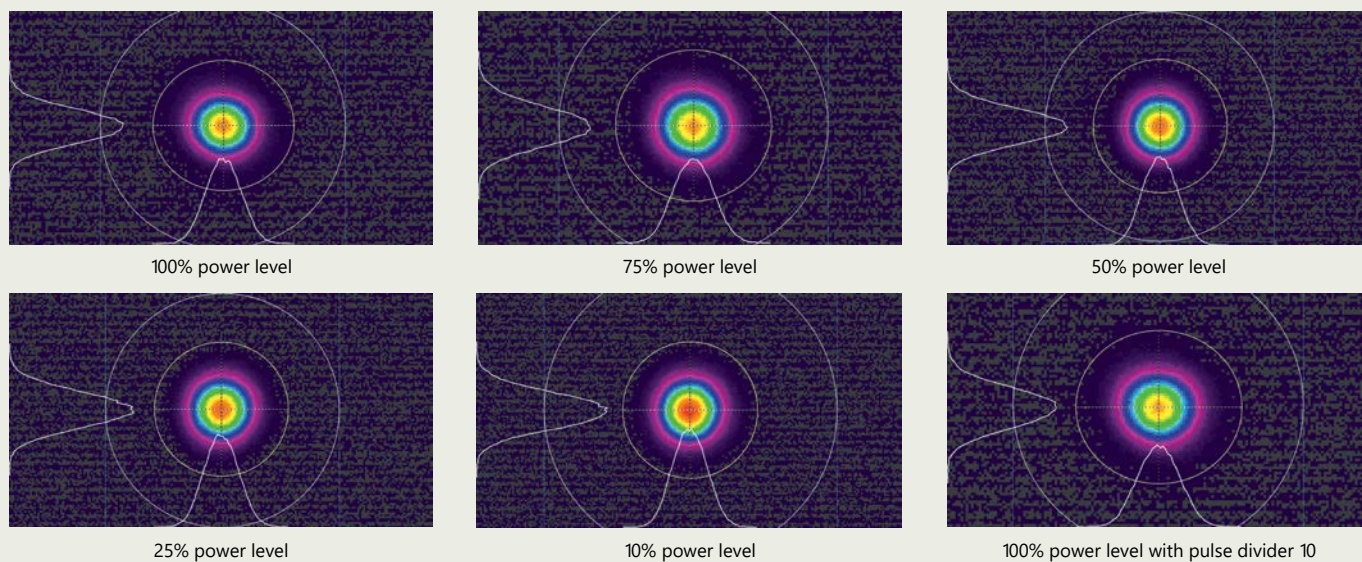 100% power level
75% power level
50% power level
25% power level
10% power level
100% power level with pulse divider 10